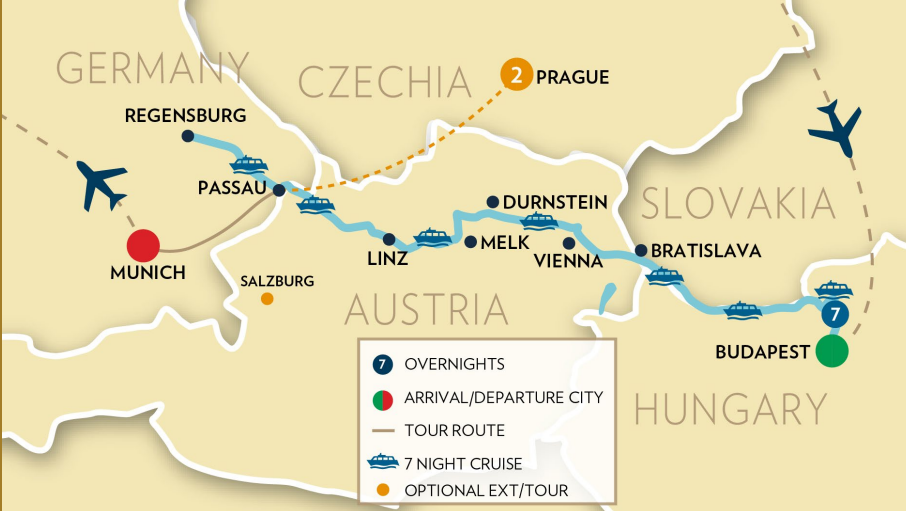 GERMANY
CZECHIA
2 PRAGUE
REGENSBURG
PASSAU
SLOVAKIA
DURNSTEIN
MUNICH
LINZ
MELK
VIENNA
BRATISLAVA
SALZBURG
AUSTRIA
7
BUDAPEST
HUNGARY
7 OVERNIGHTS
ARRIVAL/DEPARTURE CITY
TOUR ROUTE
7 NIGHT CRUISE
OPTIONAL EXT/TOUR